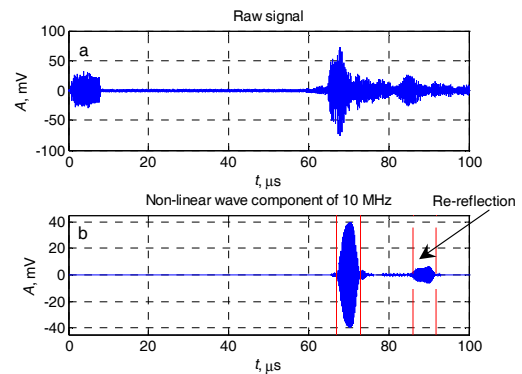 Raw signal
100
50
0
-50
-100
A, mV
a
0
20
40
60
80
100
t, μs
Non-linear wave component of 10 MHz
Re-reflection
40
20
0
-20
-40
A, mV
b
0
20
40
60
80
100
t, μs